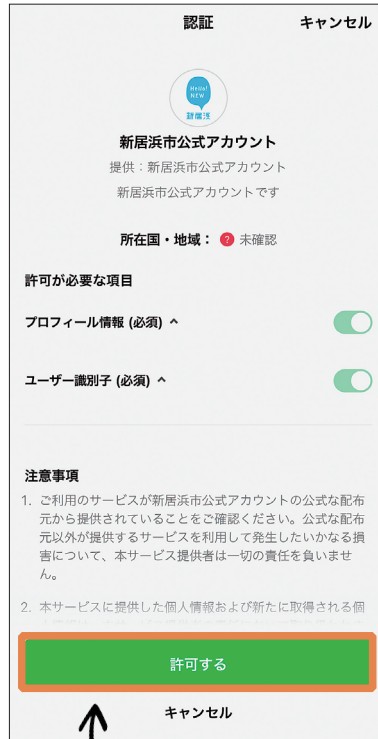 認証 キャンセル
Hello!
NEW
新居浜
新居浜市公式アカウント
提供：新居浜市公式アカウント
新居浜市公式アカウントです
所在国・地域： ? 未確認
許可が必要な項目
プロフィール情報 (必須) ^
ユーザー識別子 (必須) ^
注意事項
1. ご利用のサービスが新居浜市公式アカウントの公式な配布
元から提供されていることをご確認ください。公式な配布
元以外が提供するサービスを利用して発生したいかなる損
害について、本サービス提供者は一切の責任を負いませ
ん。
2. 本サービスに提供した個人情報および新たに取得される個
許可する
キャンセル